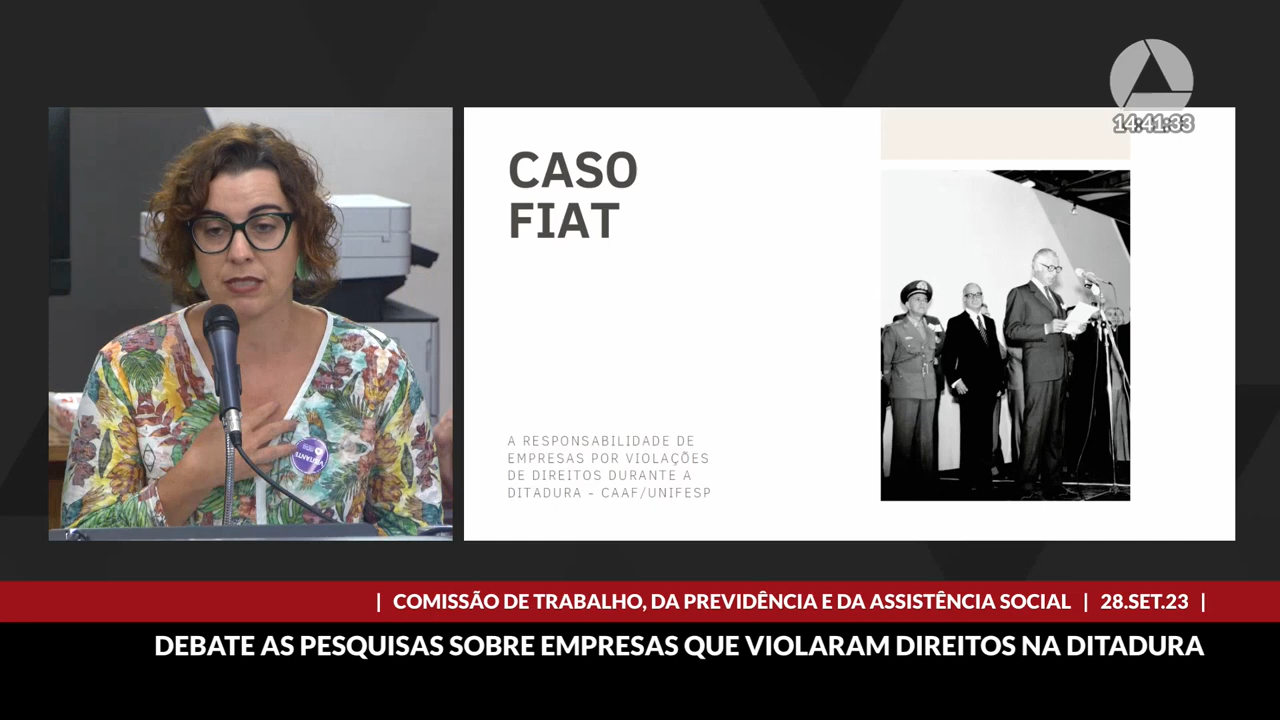 14:41:33
CASO
FIAT
A RESPONSABILIDADE DE
EMPRESAS POR VIOLAÇÕES
DE DIREITOS DURANTE A
DITADURA - CAAF/UNIFESP
VISITANTE
| COMISSÃO DE TRABALHO, DA PREVIDÊNCIA E DA ASSISTÊNCIA SOCIAL | 28.SET.23 |
DEBATE AS PESQUISAS SOBRE EMPRESAS QUE VIOLARAM DIREITOS NA DITADURA